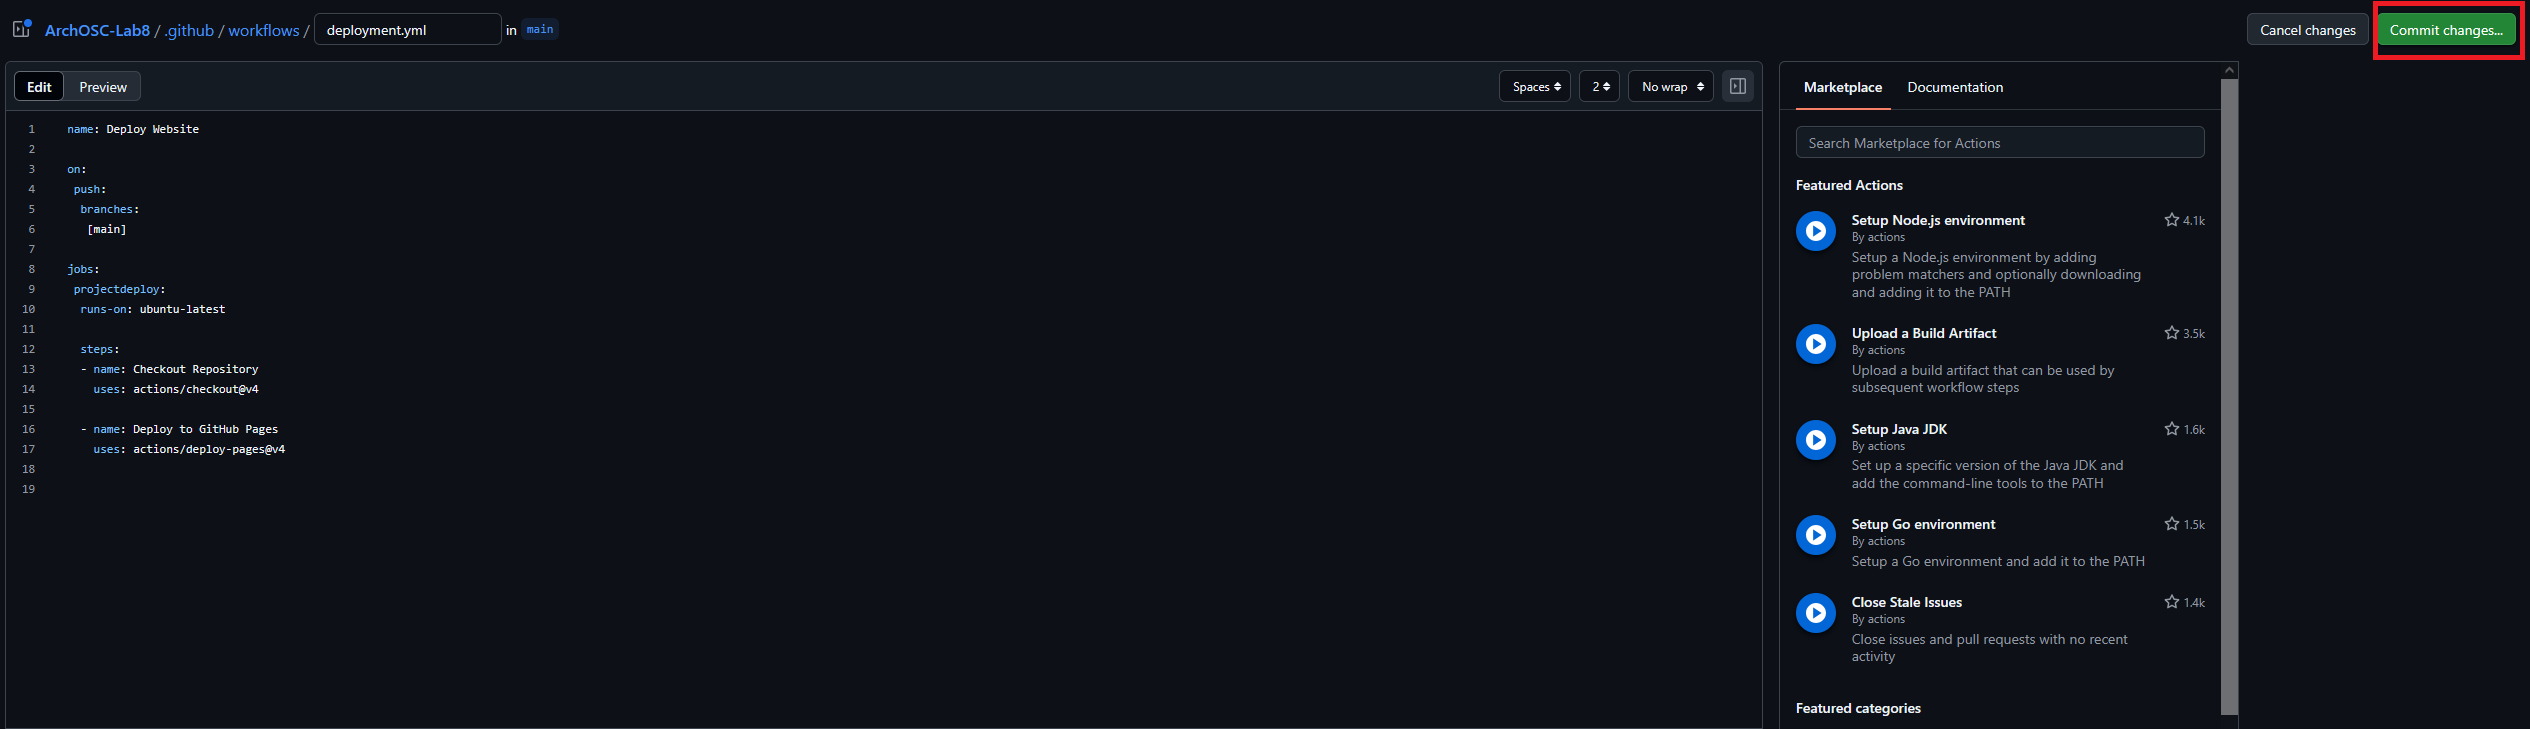 ArchOSC-Lab8 / .github / workflows / deployment.yml in main
Cancel changes Commit changes...
Edit Preview Spaces 2 No wrap
1 name: Deploy Website
2
3 on:
4 push:
5 branches:
6 [main]
7
8 jobs:
9 projectdeploy:
10 runs-on: ubuntu-latest
11
12 steps:
13 - name: Checkout Repository
14 uses: actions/checkout@v4
15
16 - name: Deploy to GitHub Pages
17 uses: actions/deploy-pages@v4
18
19
Marketplace Documentation
Search Marketplace for Actions
Featured Actions
Setup Node.js environment 4.1k
By actions
Setup a Node.js environment by adding
problem matchers and optionally downloading
and adding it to the PATH
Upload a Build Artifact 3.5k
By actions
Upload a build artifact that can be used by
subsequent workflow steps
Setup Java JDK 1.6k
By actions
Set up a specific version of the Java JDK and
add the command-line tools to the PATH
Setup Go environment 1.5k
By actions
Setup a Go environment and add it to the PATH
Close Stale Issues 1.4k
By actions
Close issues and pull requests with no recent
activity
Featured categories